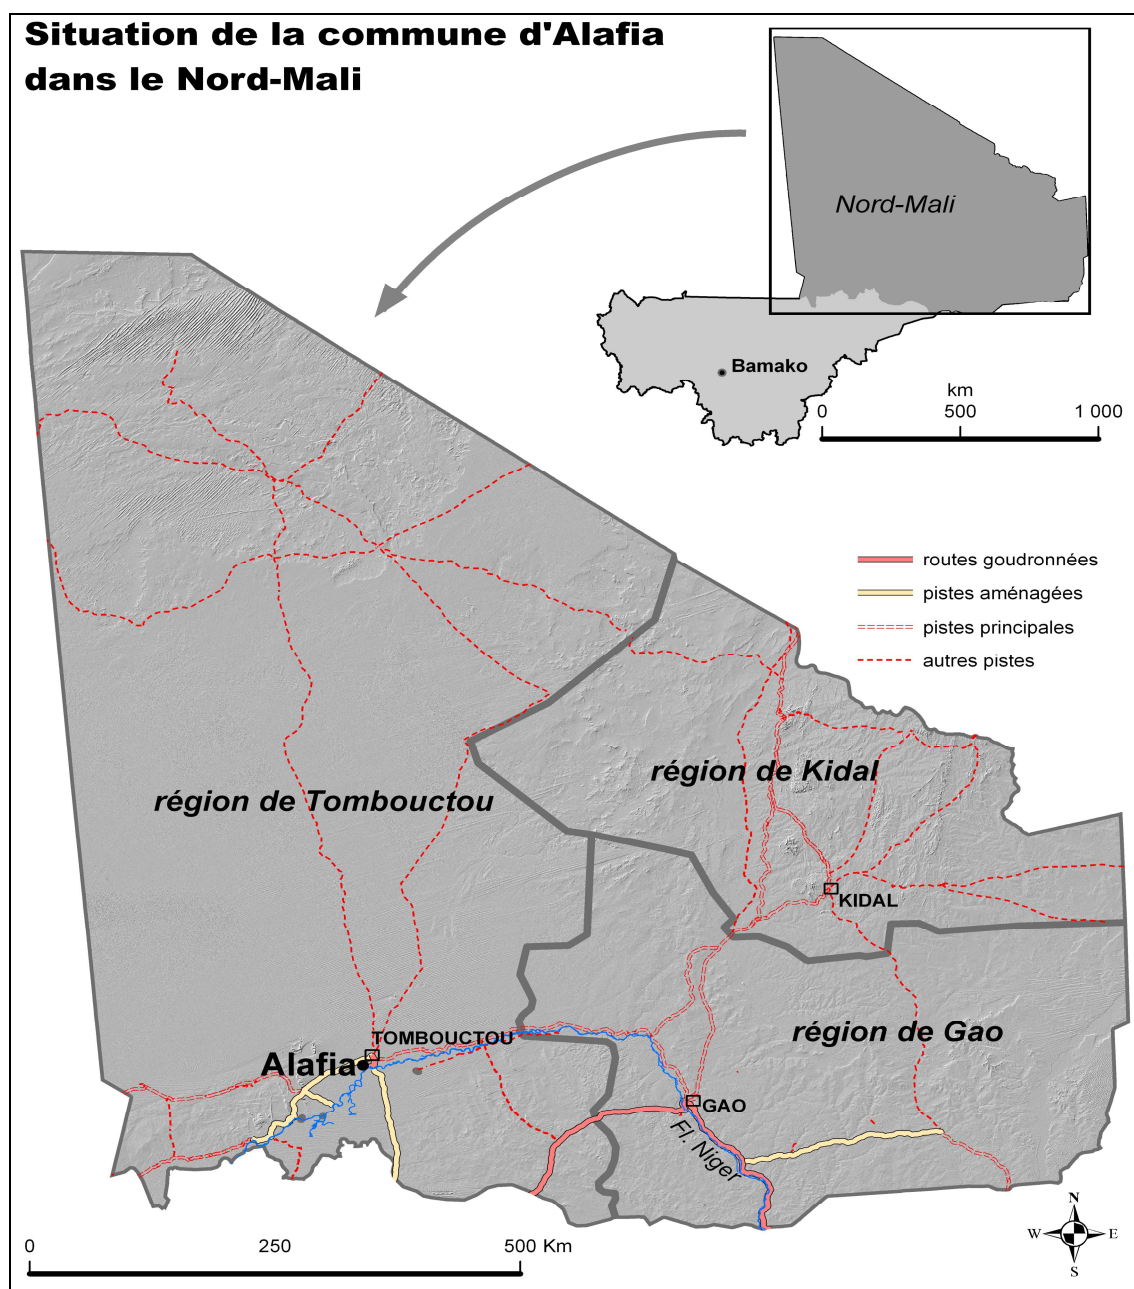 Situation de la commune d'Alafia
dans le Nord-Mali
Nord-Mali
Bamako
km
0 500 1 000
routes goudronnées
pistes aménagées
pistes principales
autres pistes
région de Kidal
région de Tombouctou
KIDAL
région de Gao
TOMBOUCTOU
Alafia
GAO
Fl. Niger
N
W E
S
0 250 500 Km